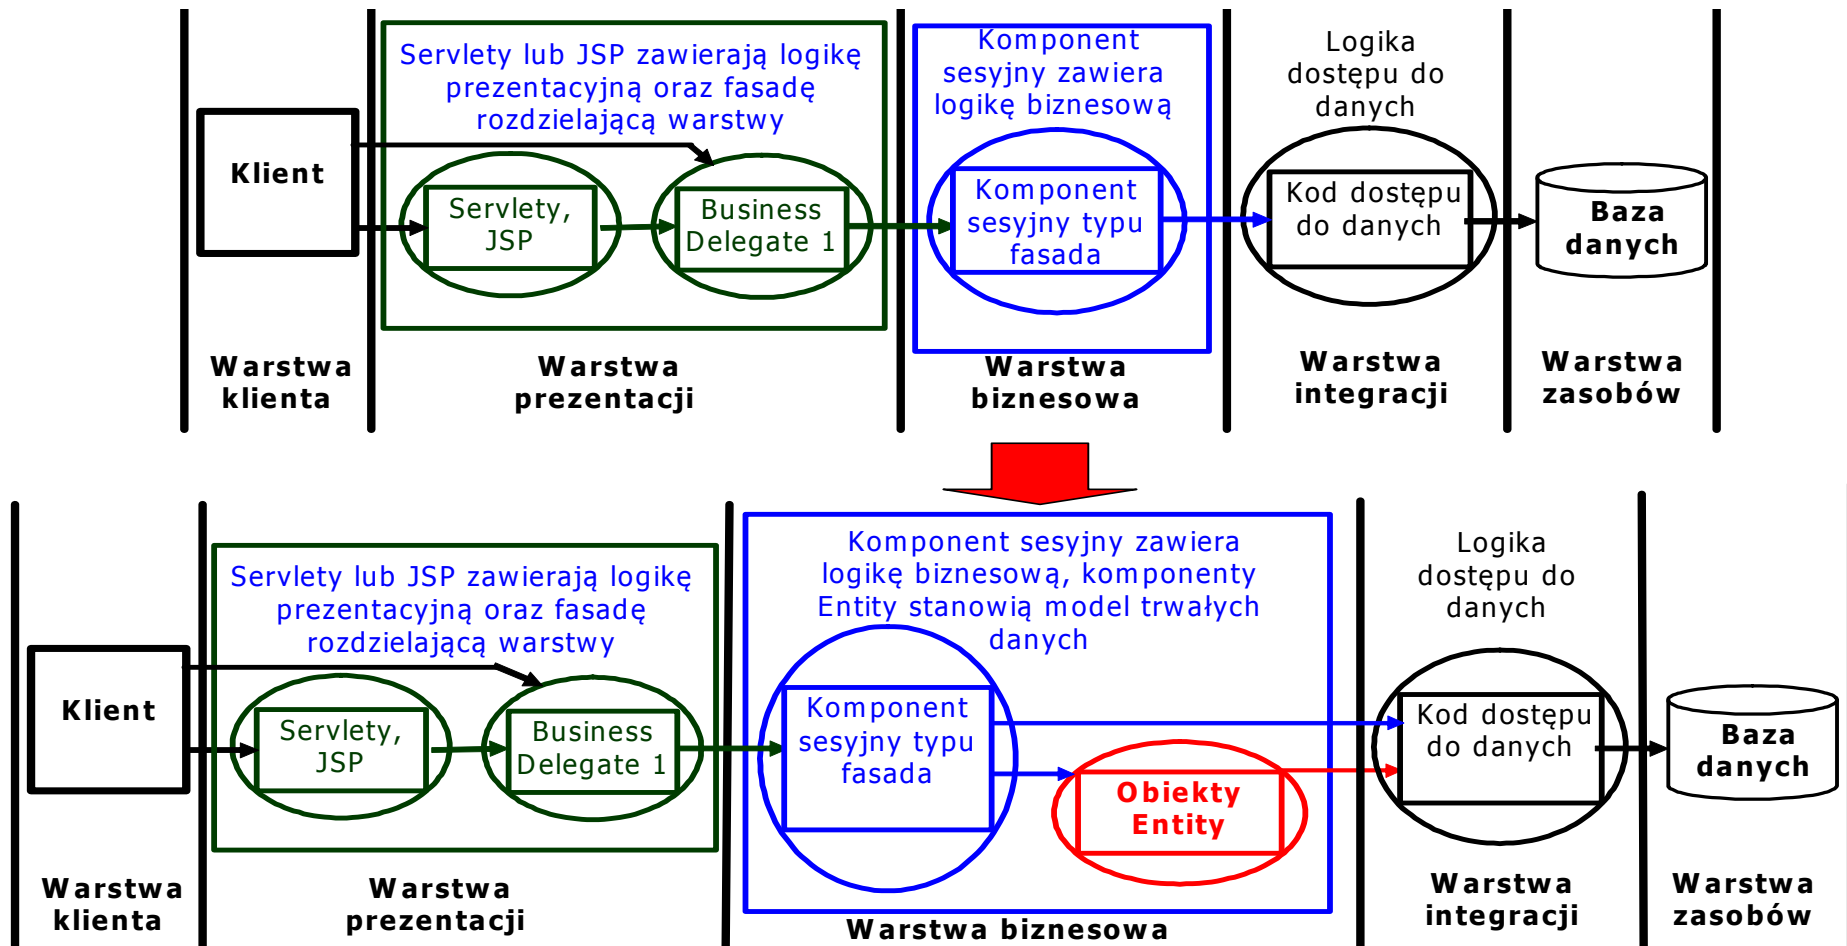 Servlety lub JSP zawierają logikę
prezentacyjną oraz fasadę
rozdzielającą warstwy
Komponent
sesyjny zawiera
logikę biznesową
Logika
dostępu do
danych
Klient
Servlety,
JSP
Business
Delegate 1
Komponent
sesyjny typu
fasada
Kod dostępu
do danych
Baza
danych
Warstwa
klienta
Warstwa
prezentacji
Warstwa
biznesowa
Warstwa
integracji
Warstwa
zasobów
Servlety lub JSP zawierają logikę
prezentacyjną oraz fasadę
rozdzielającą warstwy
Komponent sesyjny zawiera
logikę biznesową, komponenty
Entity stanowią model trwałych
danych
Logika
dostępu do
danych
Klient
Servlety,
JSP
Business
Delegate 1
Komponent
sesyjny typu
fasada
Obiekty
Entity
Kod dostępu
do danych
Baza
danych
Warstwa
klienta
Warstwa
prezentacji
Warstwa biznesowa
Warstwa
integracji
Warstwa
zasobów